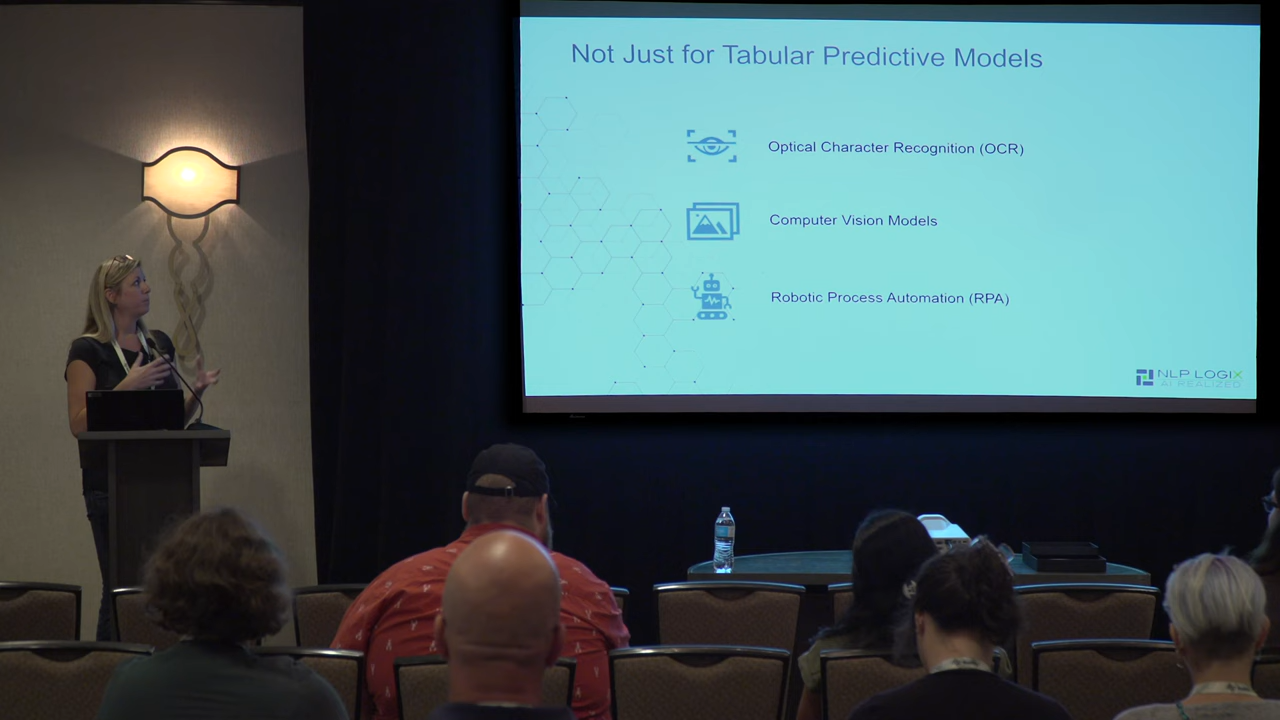 Not Just for Tabular Predictive Models
Optical Character Recognition (OCR)
Computer Vision Models
Robotic Process Automation (RPA)
NLP LOGIX
AI REALIZED